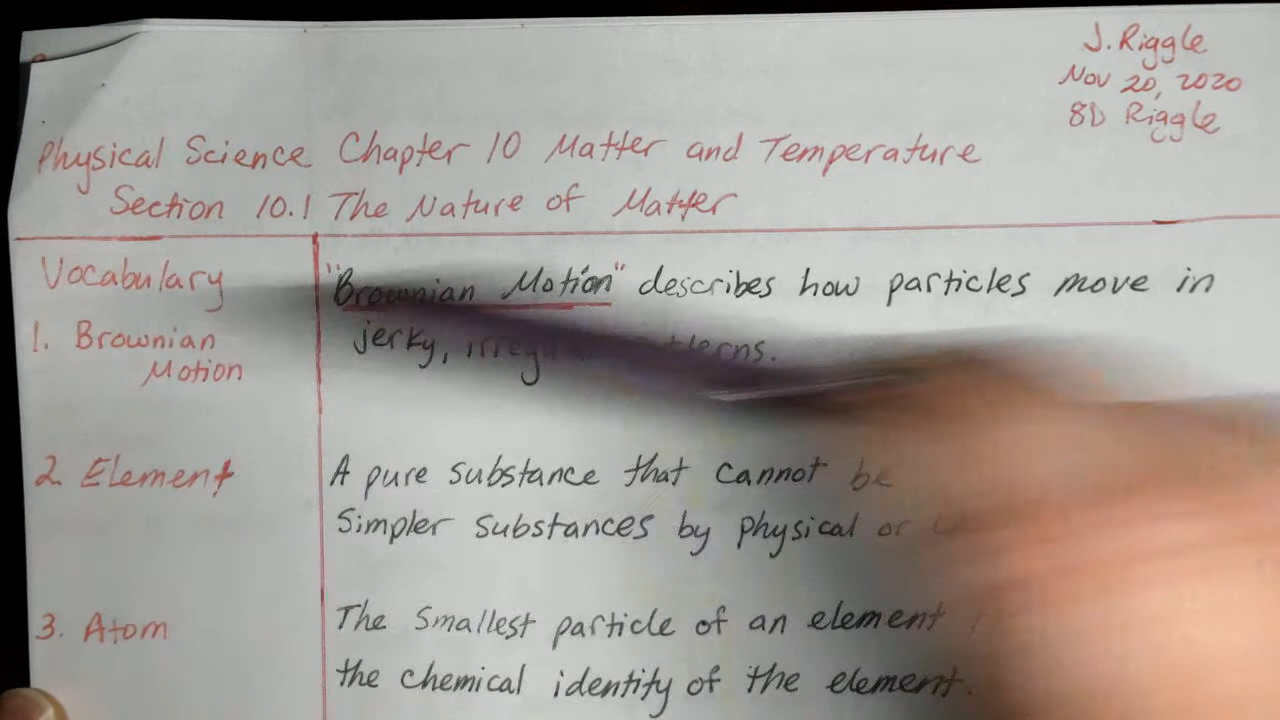 J. Riggle
Nov 20, 2020
8D Riggle
Physical Science Chapter 10 Matter and Temperature
Section 10.1 The Nature of Matter
Vocabulary
1. Brownian
Motion
"Brownian Motion" describes how particles move in
jerky, irregular patterns.
2. Element
A pure substance that cannot be
simpler substances by physical or
3. Atom
The smallest particle of an element
the chemical identity of the element.